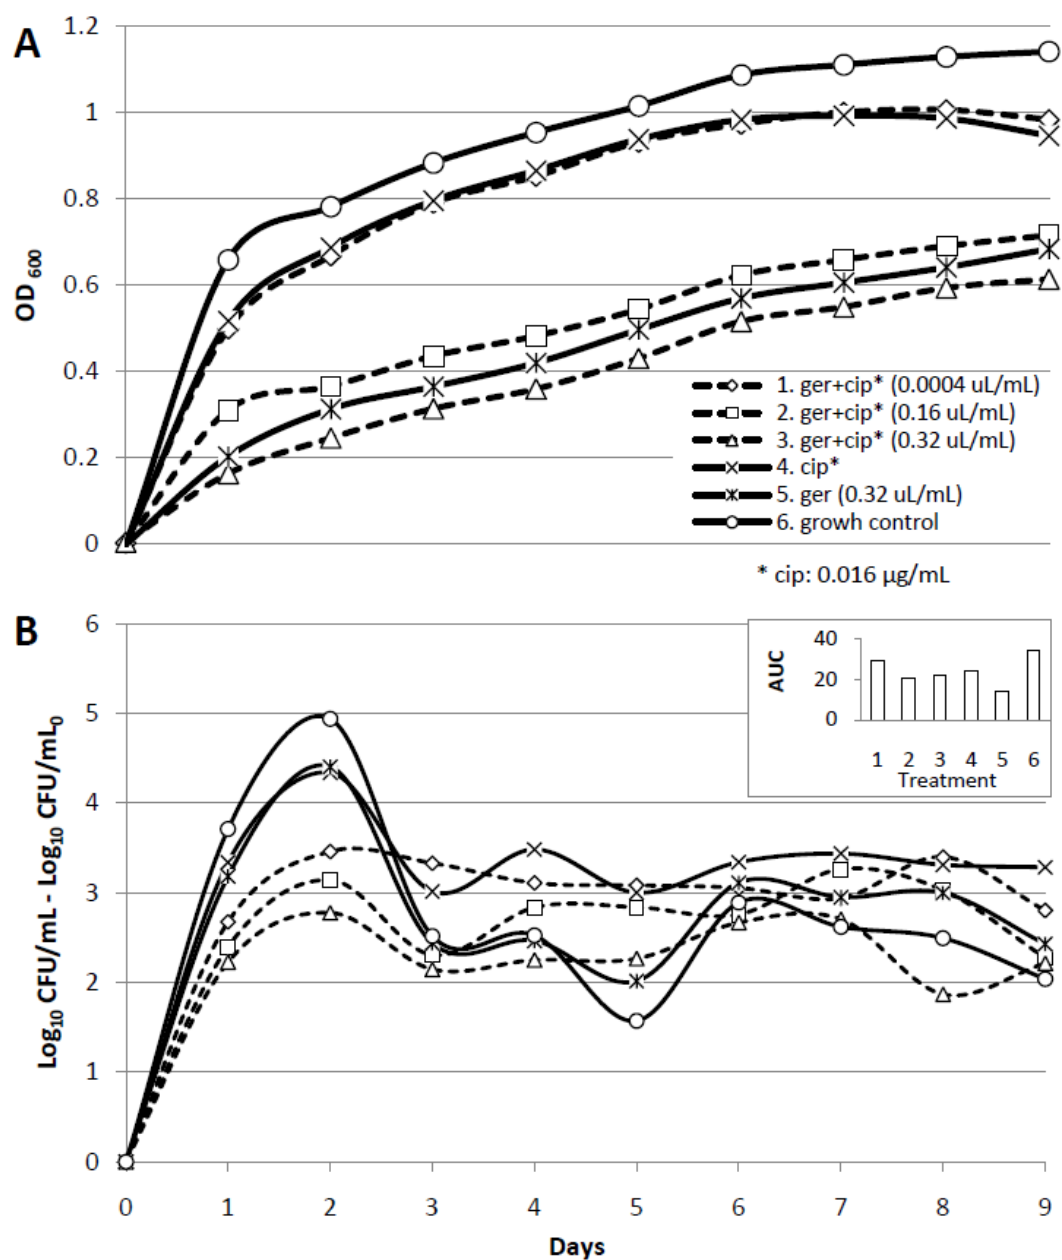 A
1.2
1
0.8
0.6
0.4
0.2
0
OD600
1. ger+cip* (0.0004 uL/mL)
2. ger+cip* (0.16 uL/mL)
3. ger+cip* (0.32 uL/mL)
4. cip*
5. ger (0.32 uL/mL)
6. growh control
* cip: 0.016 µg/mL
B
6
5
4
3
2
1
0
Log10 CFU/mL - Log10 CFU/mL0
40
20
0
AUC
1 2 3 4 5 6
Treatment
0 1 2 3 4 5 6 7 8 9
Days